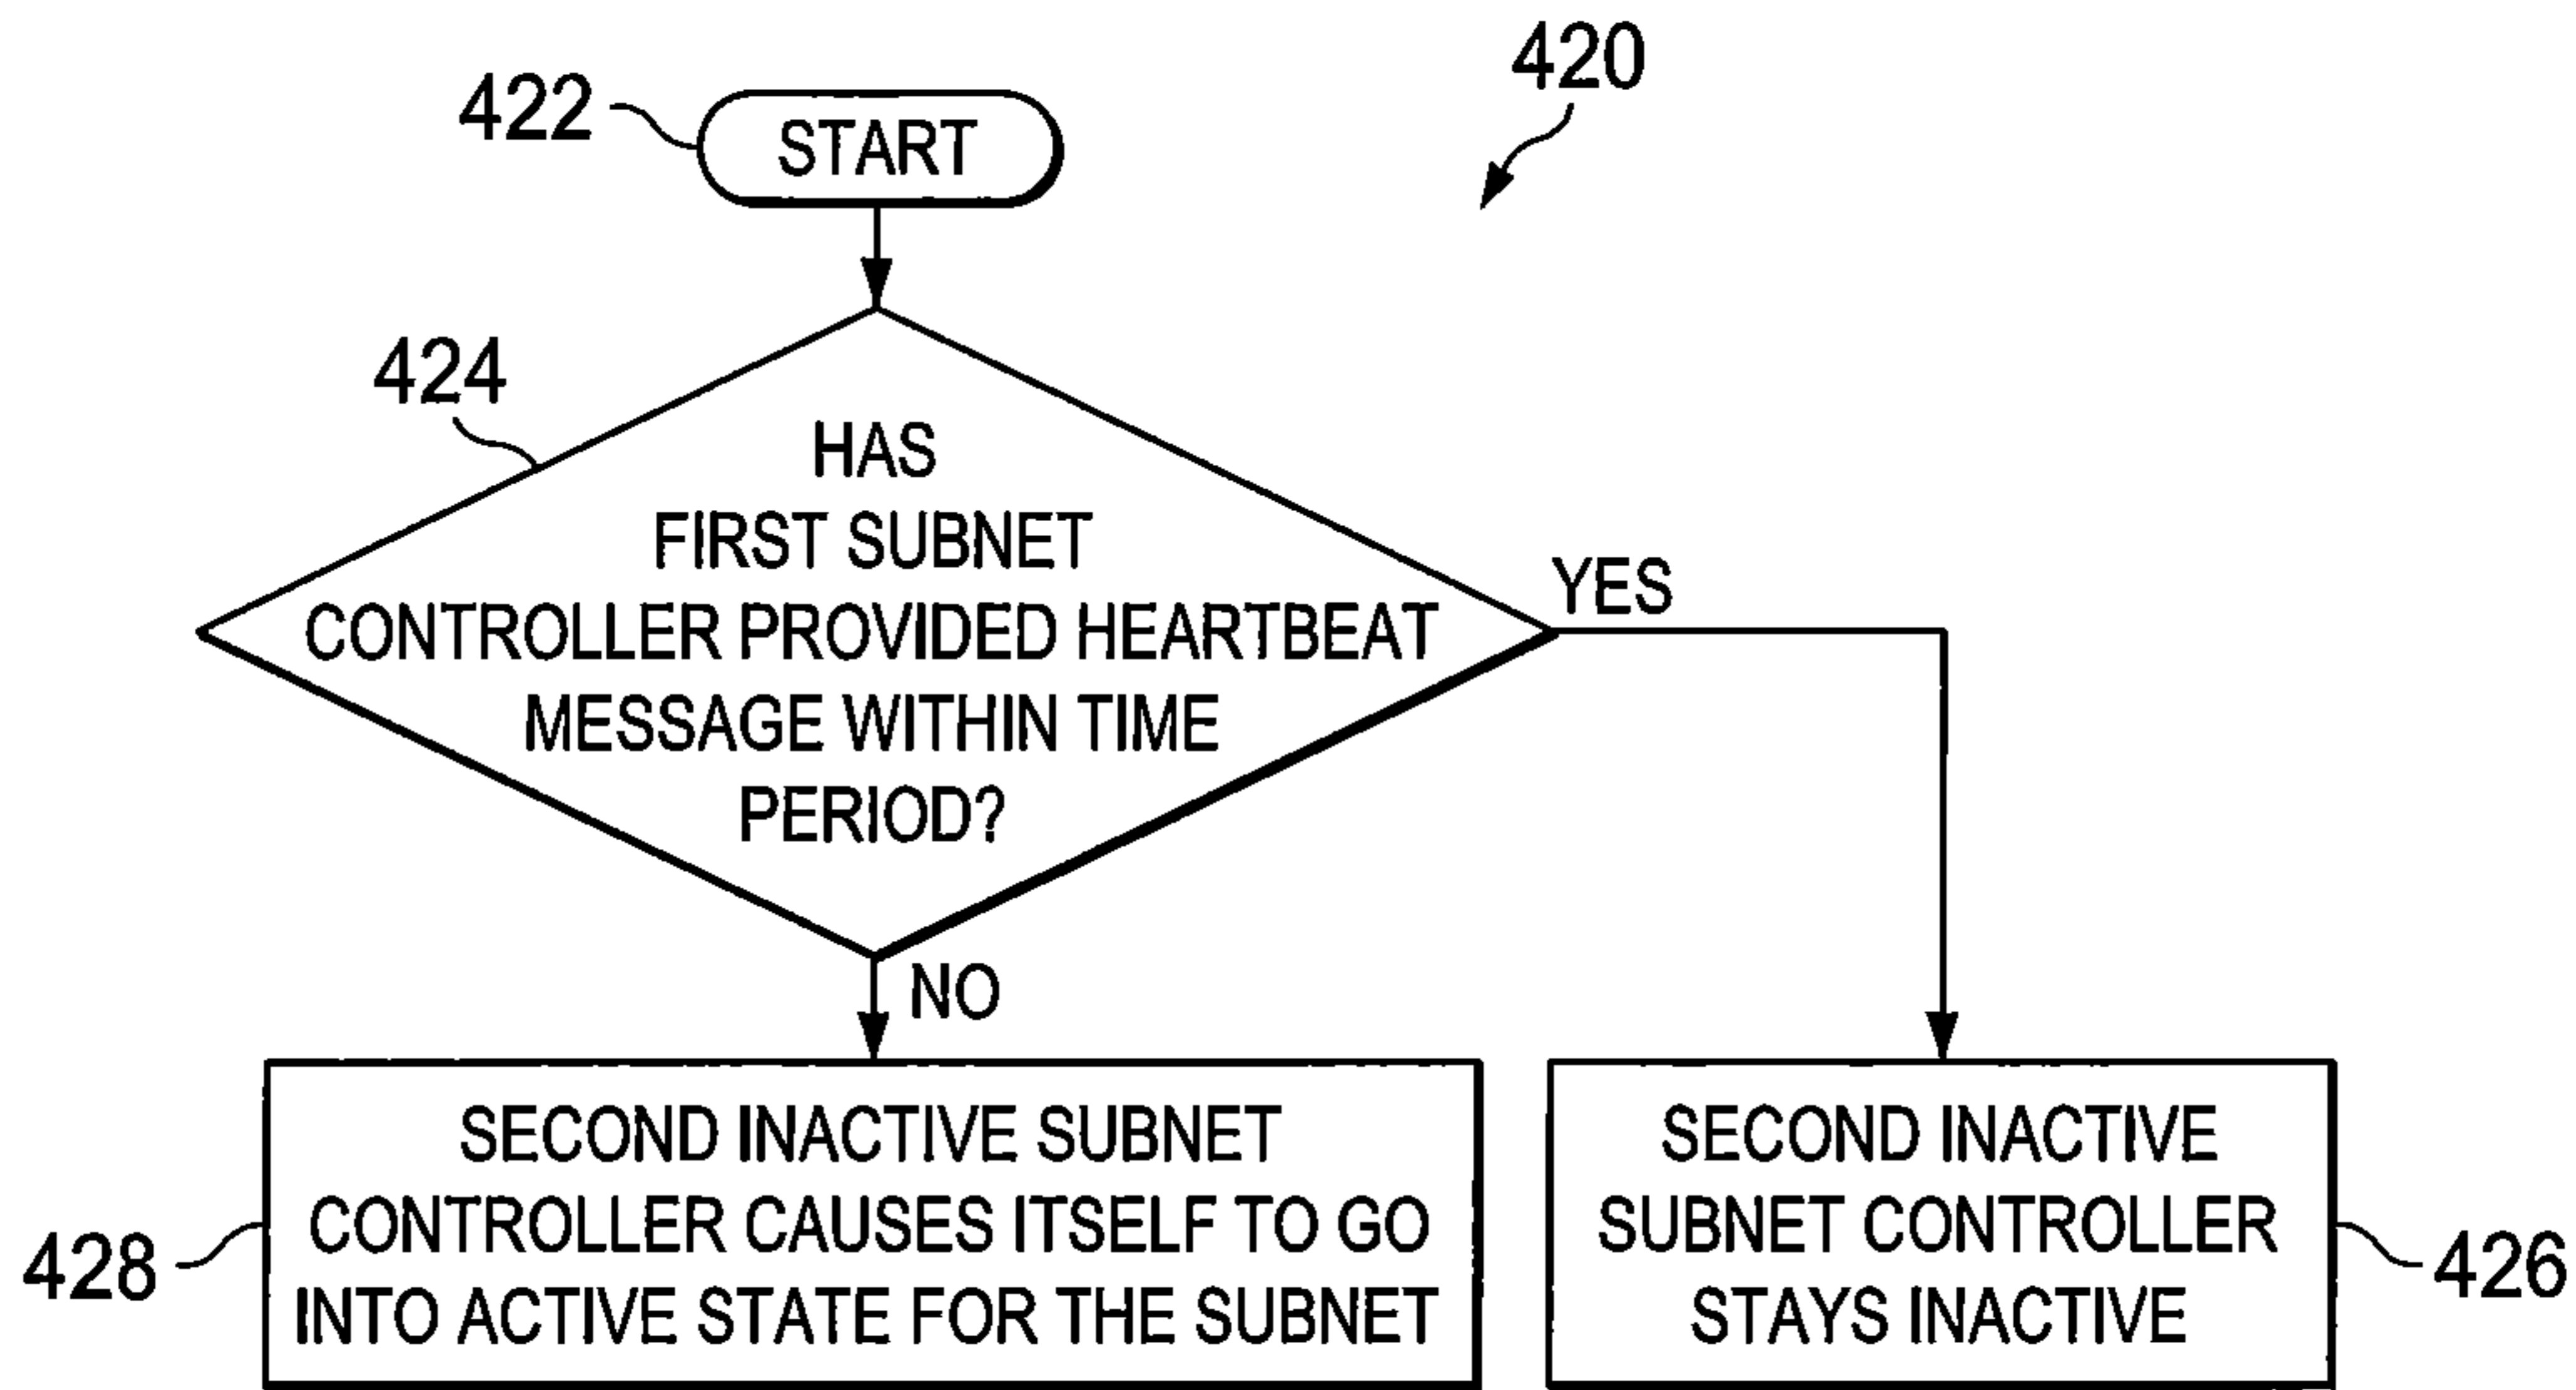 420
422
START
424
HAS
FIRST SUBNET
CONTROLLER PROVIDED HEARTBEAT
MESSAGE WITHIN TIME
PERIOD?
YES
NO
428
SECOND INACTIVE SUBNET
CONTROLLER CAUSES ITSELF TO GO
INTO ACTIVE STATE FOR THE SUBNET
SECOND INACTIVE
SUBNET CONTROLLER
STAYS INACTIVE
426